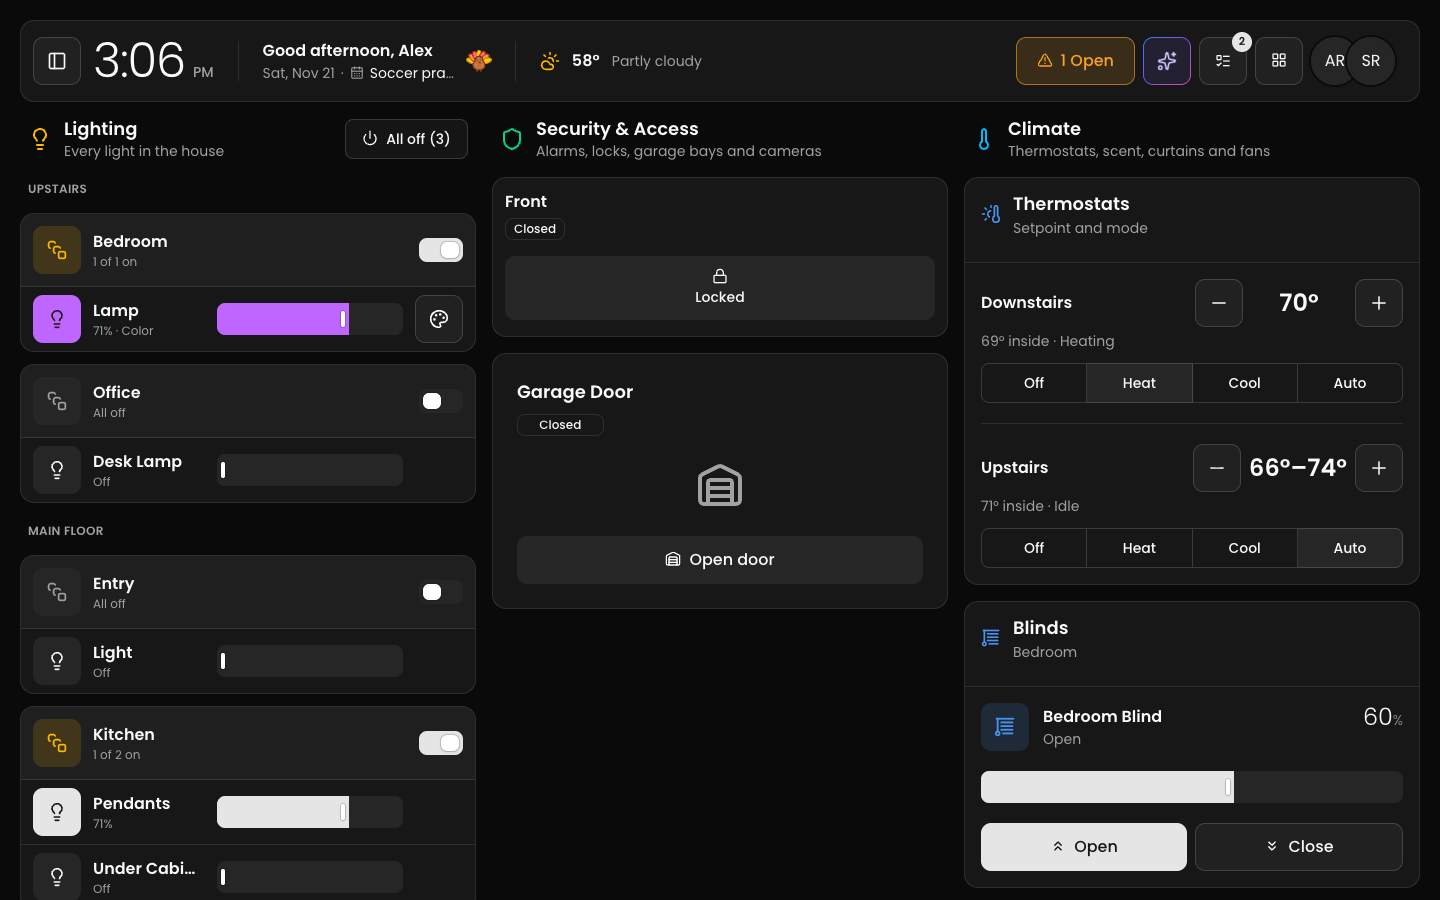 3:06 PM
Good afternoon, Alex
Sat, Nov 21 · Soccer pra…
58° Partly cloudy
1 Open
2
AR
SR
Lighting
Every light in the house
All off (3)
UPSTAIRS
Bedroom
1 of 1 on
Lamp
71% · Color
Office
All off
Desk Lamp
Off
MAIN FLOOR
Entry
All off
Light
Off
Kitchen
1 of 2 on
Pendants
71%
Under Cabi…
Off
Security & Access
Alarms, locks, garage bays and cameras
Front
Closed
Locked
Garage Door
Closed
Open door
Climate
Thermostats, scent, curtains and fans
Thermostats
Setpoint and mode
Downstairs
70°
69° inside · Heating
Off Heat Cool Auto
Upstairs
66°–74°
71° inside · Idle
Off Heat Cool Auto
Blinds
Bedroom
Bedroom Blind
60%
Open
Open
Close